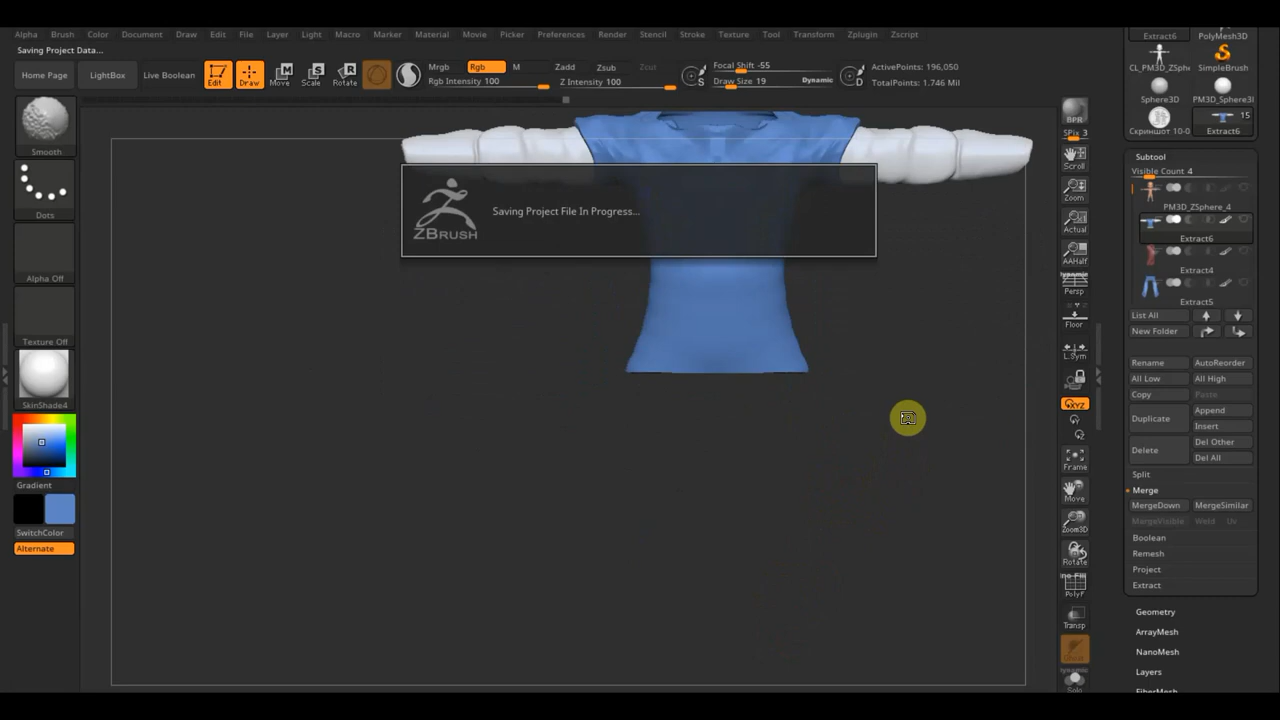 Alpha Brush Color Document Draw Edit File Layer Light Macro Marker Material Movie Picker Preferences Render Stencil Stroke Texture Tool Transform Zplugin Zscript
Saving Project Data...
Home Page
LightBox
Live Boolean
Edit
Draw
Move
Scale
Rotate
Mrgb
Rgb
M
Rgb Intensity 100
Zadd
Zsub
Zcut
Z Intensity 100
S
Focal Shift -55
Draw Size 19
Dynamic
D
ActivePoints: 196,050
TotalPoints: 1.746 Mil
Smooth
Dots
Alpha Off
Texture Off
SkinShade4
Gradient
SwitchColor
Alternate
ZBRUSH
Saving Project File In Progress...
BPR
SPix 3
Scroll
Zoom
Actual
AAHalf
Dynamic
Persp
Floor
L.Sym
XYZ
Frame
Move
Zoom3D
Rotate
PolyF
Transp
Dynamic
Solo
Extract6
PolyMesh3D
CL_PM3D_ZSphe
SimpleBrush
Sphere3D
PM3D_Sphere3I
15
Скриншот 10-0
Extract6
Subtool
Visible Count 4
PM3D_ZSphere_4
Extract6
Extract4
Extract5
List All
New Folder
Rename
AutoReorder
All Low
All High
Copy
Paste
Duplicate
Append
Insert
Delete
Del Other
Del All
Split
Merge
MergeDown
MergeSimilar
MergeVisible
Weld
Uv
Boolean
Remesh
Project
Extract
Geometry
ArrayMesh
NanoMesh
Layers
FiberMesh